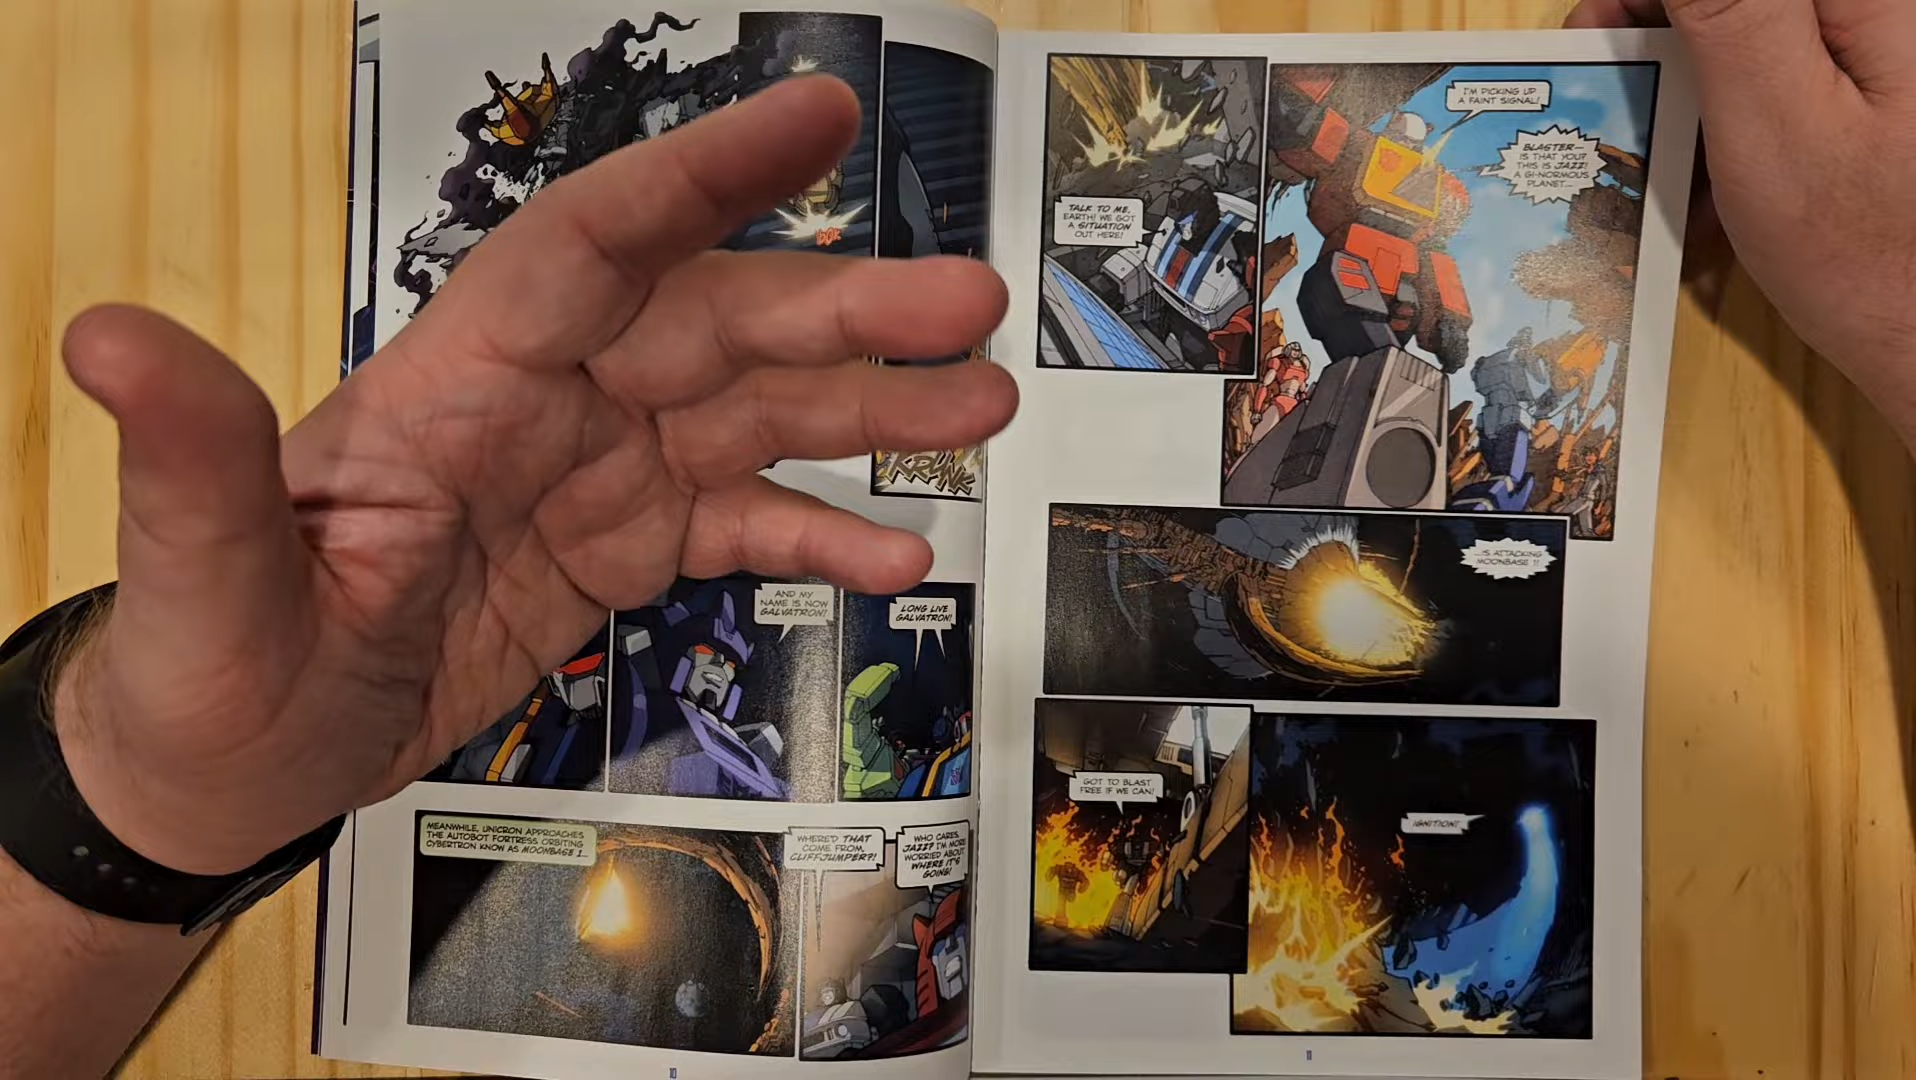 KRUNK
AND MY
NAME IS NOW
GALVATRON!
LONG LIVE
GALVATRON!
MEANWHILE, UNICRON APPROACHES
THE AUTOBOT FORTRESS ORBITING
CYBERTRON KNOW AS MOONBASE 1...
WHERE'D THAT
COME FROM,
CLIFFJUMPER?!
WHO CARES,
JAZZ? I'M MORE
WORRIED ABOUT
WHERE IT'S
GOING!
10
TALK TO ME,
EARTH! WE GOT
A SITUATION
OUT HERE!
I'M PICKING UP
A FAINT SIGNAL!
BLASTER—
IS THAT YOU?
THIS IS JAZZ!
A GI-NORMOUS
PLANET...
...IS ATTACKING
MOONBASE 1!
GOT TO BLAST
FREE IF WE CAN!
IGNITION!
11